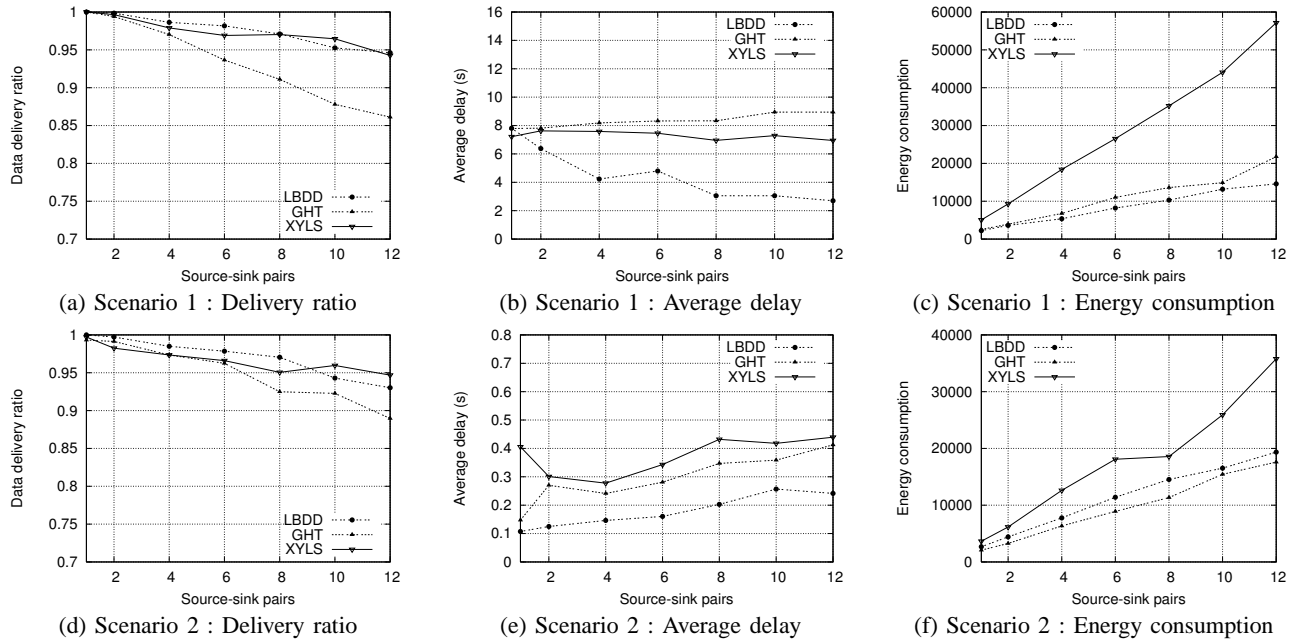 1
0.95
0.9
0.85
0.8
0.75
0.7
Data delivery ratio
2 4 6 8 10 12
Source-sink pairs
LBDD
GHT
XYLS
(a) Scenario 1 : Delivery ratio
16
14
12
10
8
6
4
2
0
Average delay (s)
2 4 6 8 10 12
Source-sink pairs
LBDD
GHT
XYLS
(b) Scenario 1 : Average delay
60000
50000
40000
30000
20000
10000
0
Energy consumption
2 4 6 8 10 12
Source-sink pairs
LBDD
GHT
XYLS
(c) Scenario 1 : Energy consumption
1
0.95
0.9
0.85
0.8
0.75
0.7
Data delivery ratio
2 4 6 8 10 12
Source-sink pairs
LBDD
GHT
XYLS
(d) Scenario 2 : Delivery ratio
0.8
0.7
0.6
0.5
0.4
0.3
0.2
0.1
0
Average delay (s)
2 4 6 8 10 12
Source-sink pairs
LBDD
GHT
XYLS
(e) Scenario 2 : Average delay
40000
30000
20000
10000
0
Energy consumption
2 4 6 8 10 12
Source-sink pairs
LBDD
GHT
XYLS
(f) Scenario 2 : Energy consumption